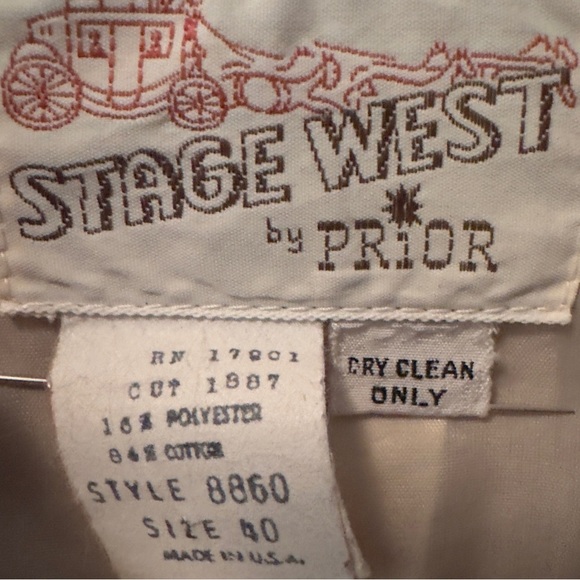 STAGE WEST
by PRIOR
RN 17901
CUT 1887
16% POLYESTER
84% COTTON
STYLE 8860
SIZE 40
MADE IN U.S.A.
DRY CLEAN
ONLY